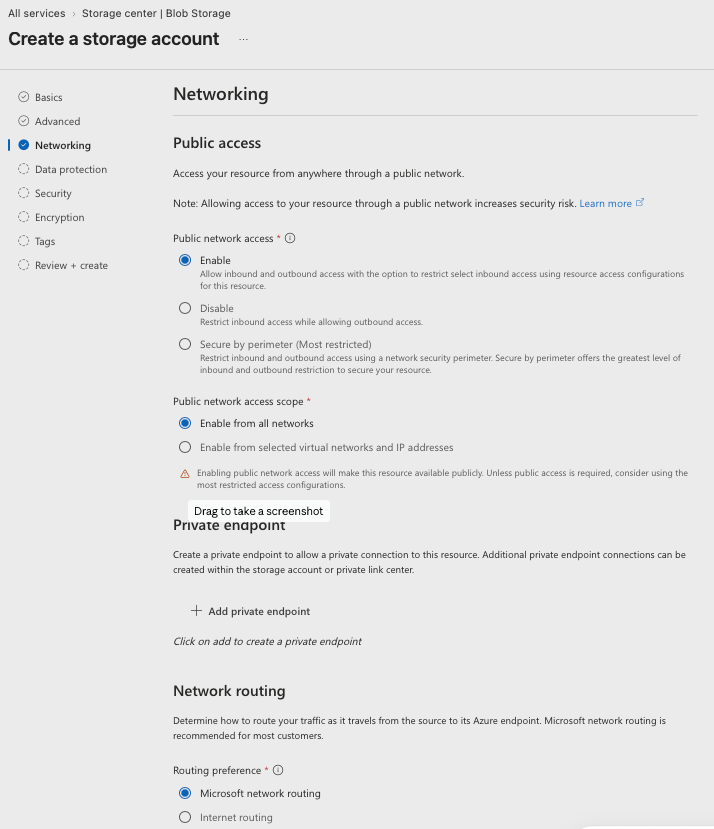 All services › Storage center | Blob Storage
Create a storage account ...
Basics
Advanced
Networking
Data protection
Security
Encryption
Tags
Review + create
Networking
Public access
Access your resource from anywhere through a public network.
Note: Allowing access to your resource through a public network increases security risk. Learn more
Public network access *
Enable
Allow inbound and outbound access with the option to restrict select inbound access using resource access configurations
for this resource.
Disable
Restrict inbound access while allowing outbound access.
Secure by perimeter (Most restricted)
Restrict inbound and outbound access using a network security perimeter. Secure by perimeter offers the greatest level of
inbound and outbound restriction to secure your resource.
Public network access scope *
Enable from all networks
Enable from selected virtual networks and IP addresses
Enabling public network access will make this resource available publicly. Unless public access is required, consider using the
most restricted access configurations.
Drag to take a screenshot
Private endpoint
Create a private endpoint to allow a private connection to this resource. Additional private endpoint connections can be
created within the storage account or private link center.
+ Add private endpoint
Click on add to create a private endpoint
Network routing
Determine how to route your traffic as it travels from the source to its Azure endpoint. Microsoft network routing is
recommended for most customers.
Routing preference *
Microsoft network routing
Internet routing